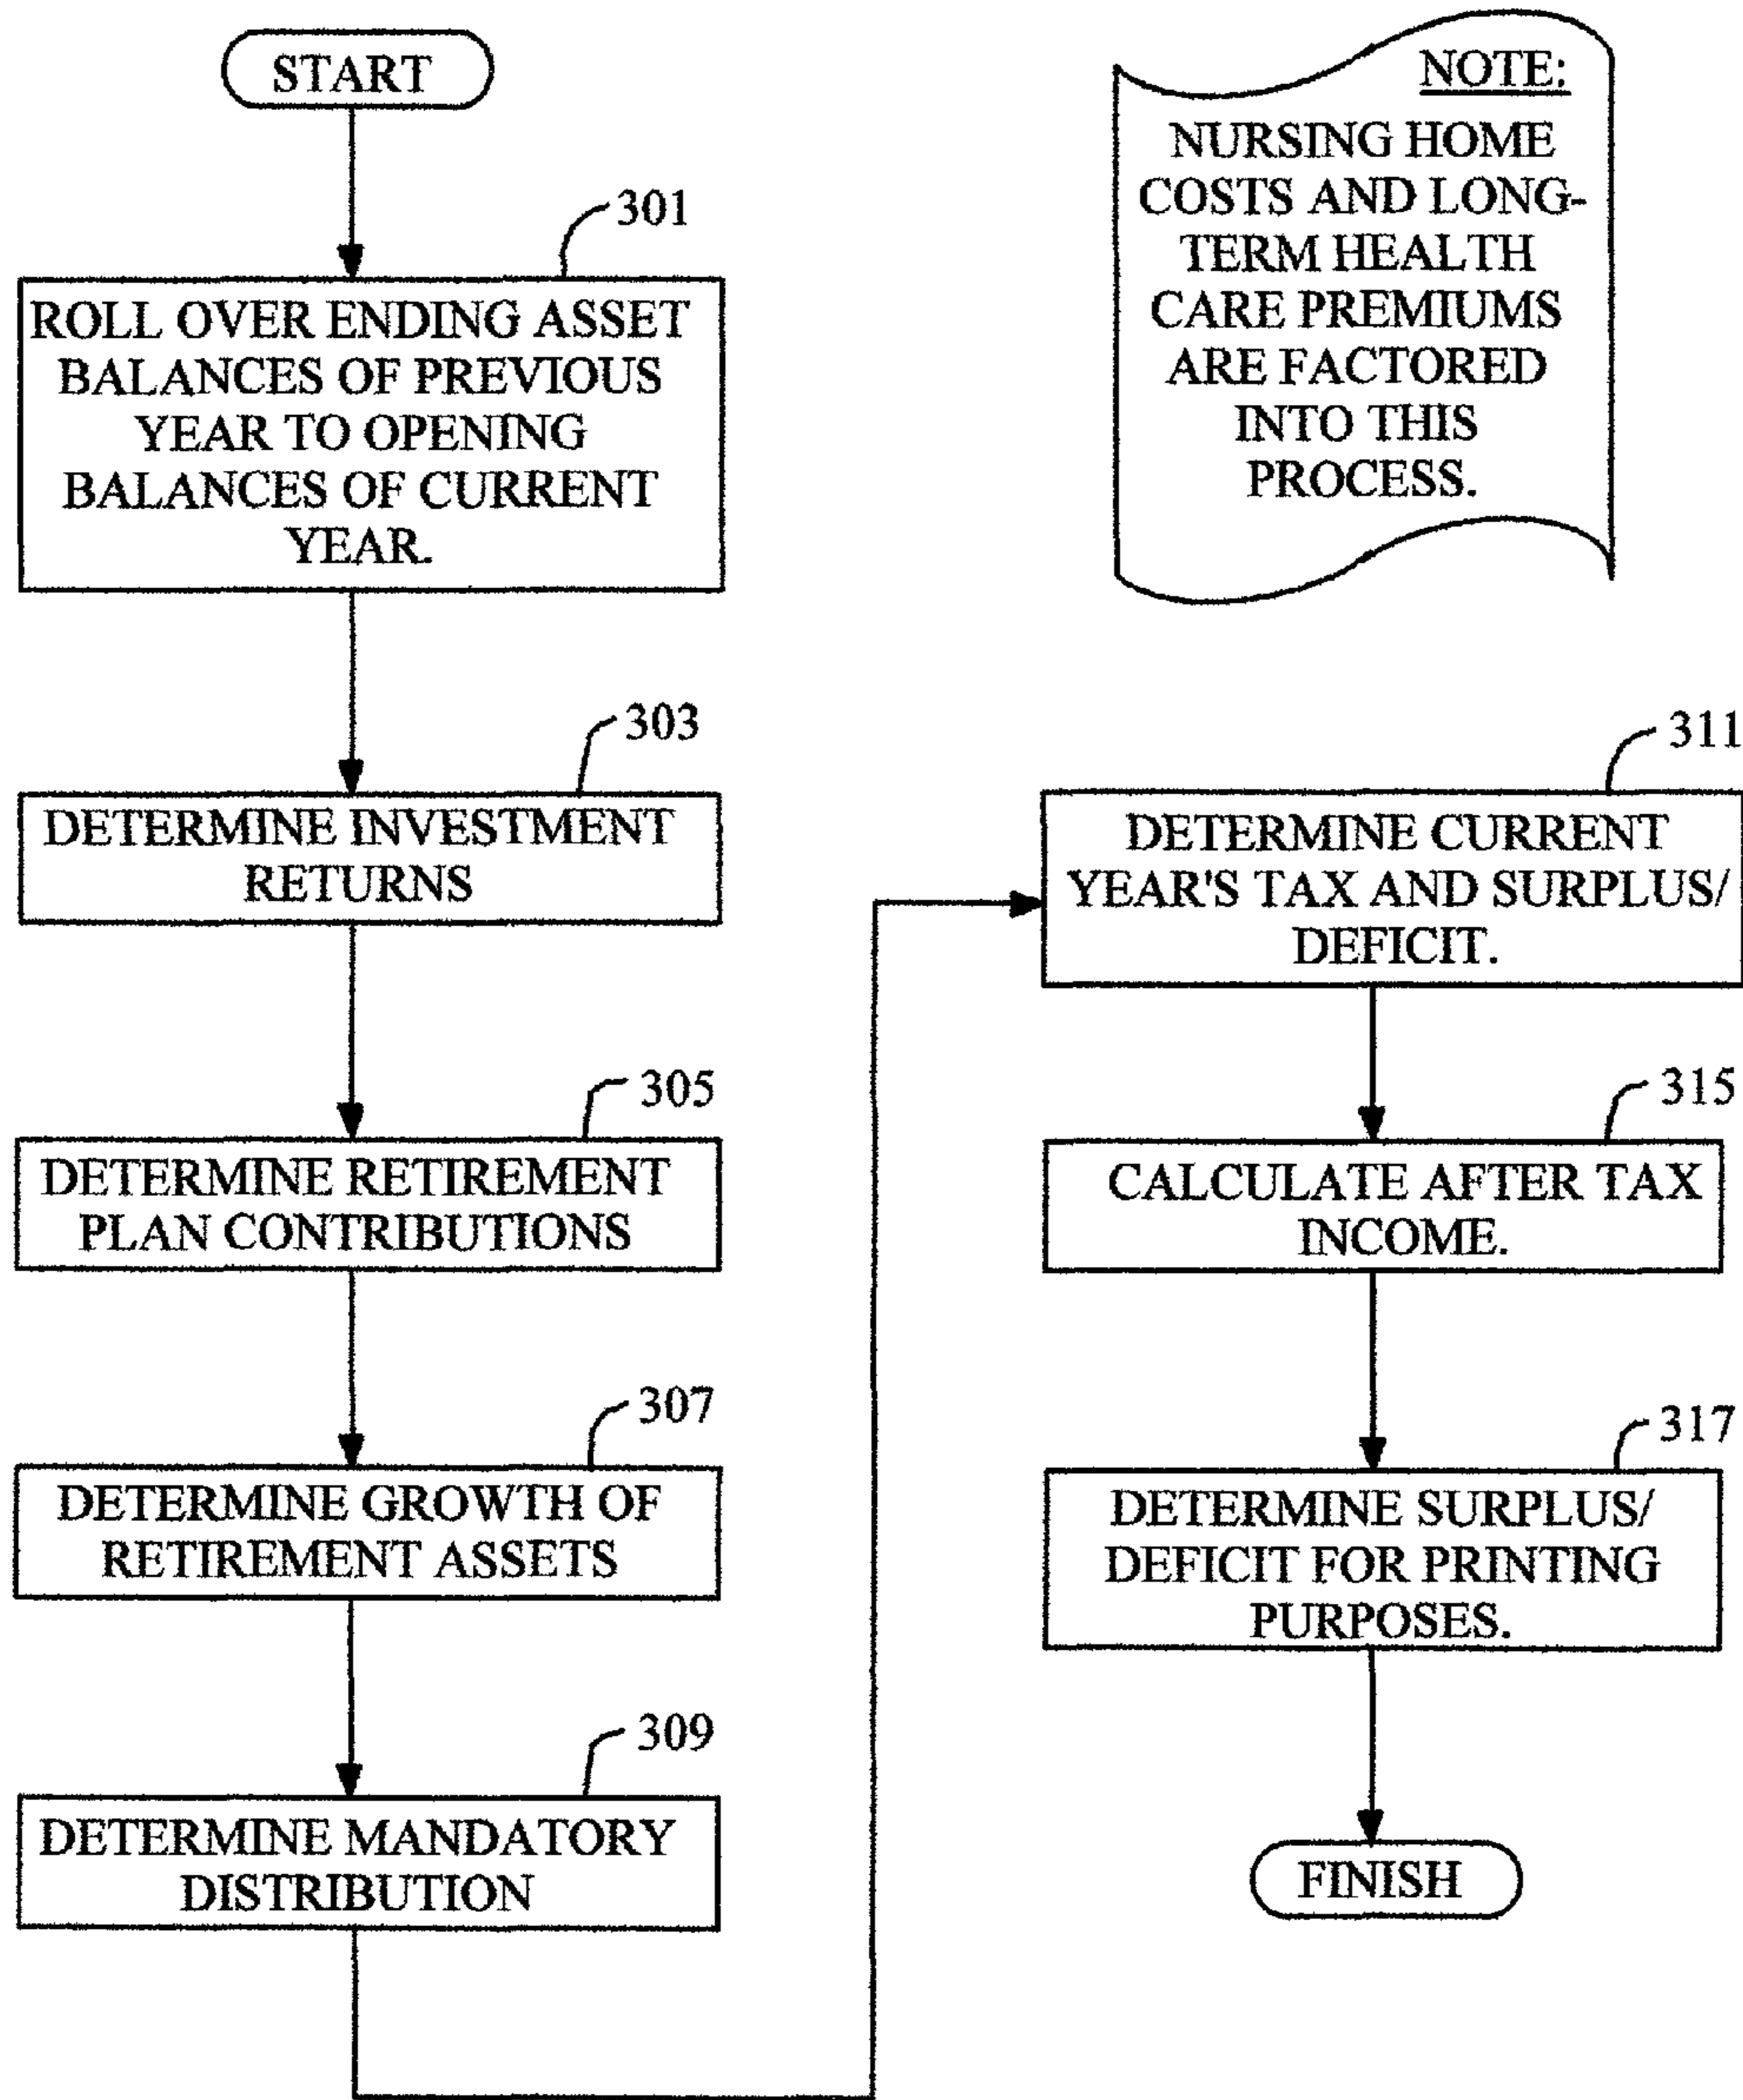 START
301
ROLL OVER ENDING ASSET
BALANCES OF PREVIOUS
YEAR TO OPENING
BALANCES OF CURRENT
YEAR.
303
DETERMINE INVESTMENT
RETURNS
305
DETERMINE RETIREMENT
PLAN CONTRIBUTIONS
307
DETERMINE GROWTH OF
RETIREMENT ASSETS
309
DETERMINE MANDATORY
DISTRIBUTION
NOTE:
NURSING HOME
COSTS AND LONG-
TERM HEALTH
CARE PREMIUMS
ARE FACTORED
INTO THIS
PROCESS.
311
DETERMINE CURRENT
YEAR'S TAX AND SURPLUS/
DEFICIT.
315
CALCULATE AFTER TAX
INCOME.
317
DETERMINE SURPLUS/
DEFICIT FOR PRINTING
PURPOSES.
FINISH